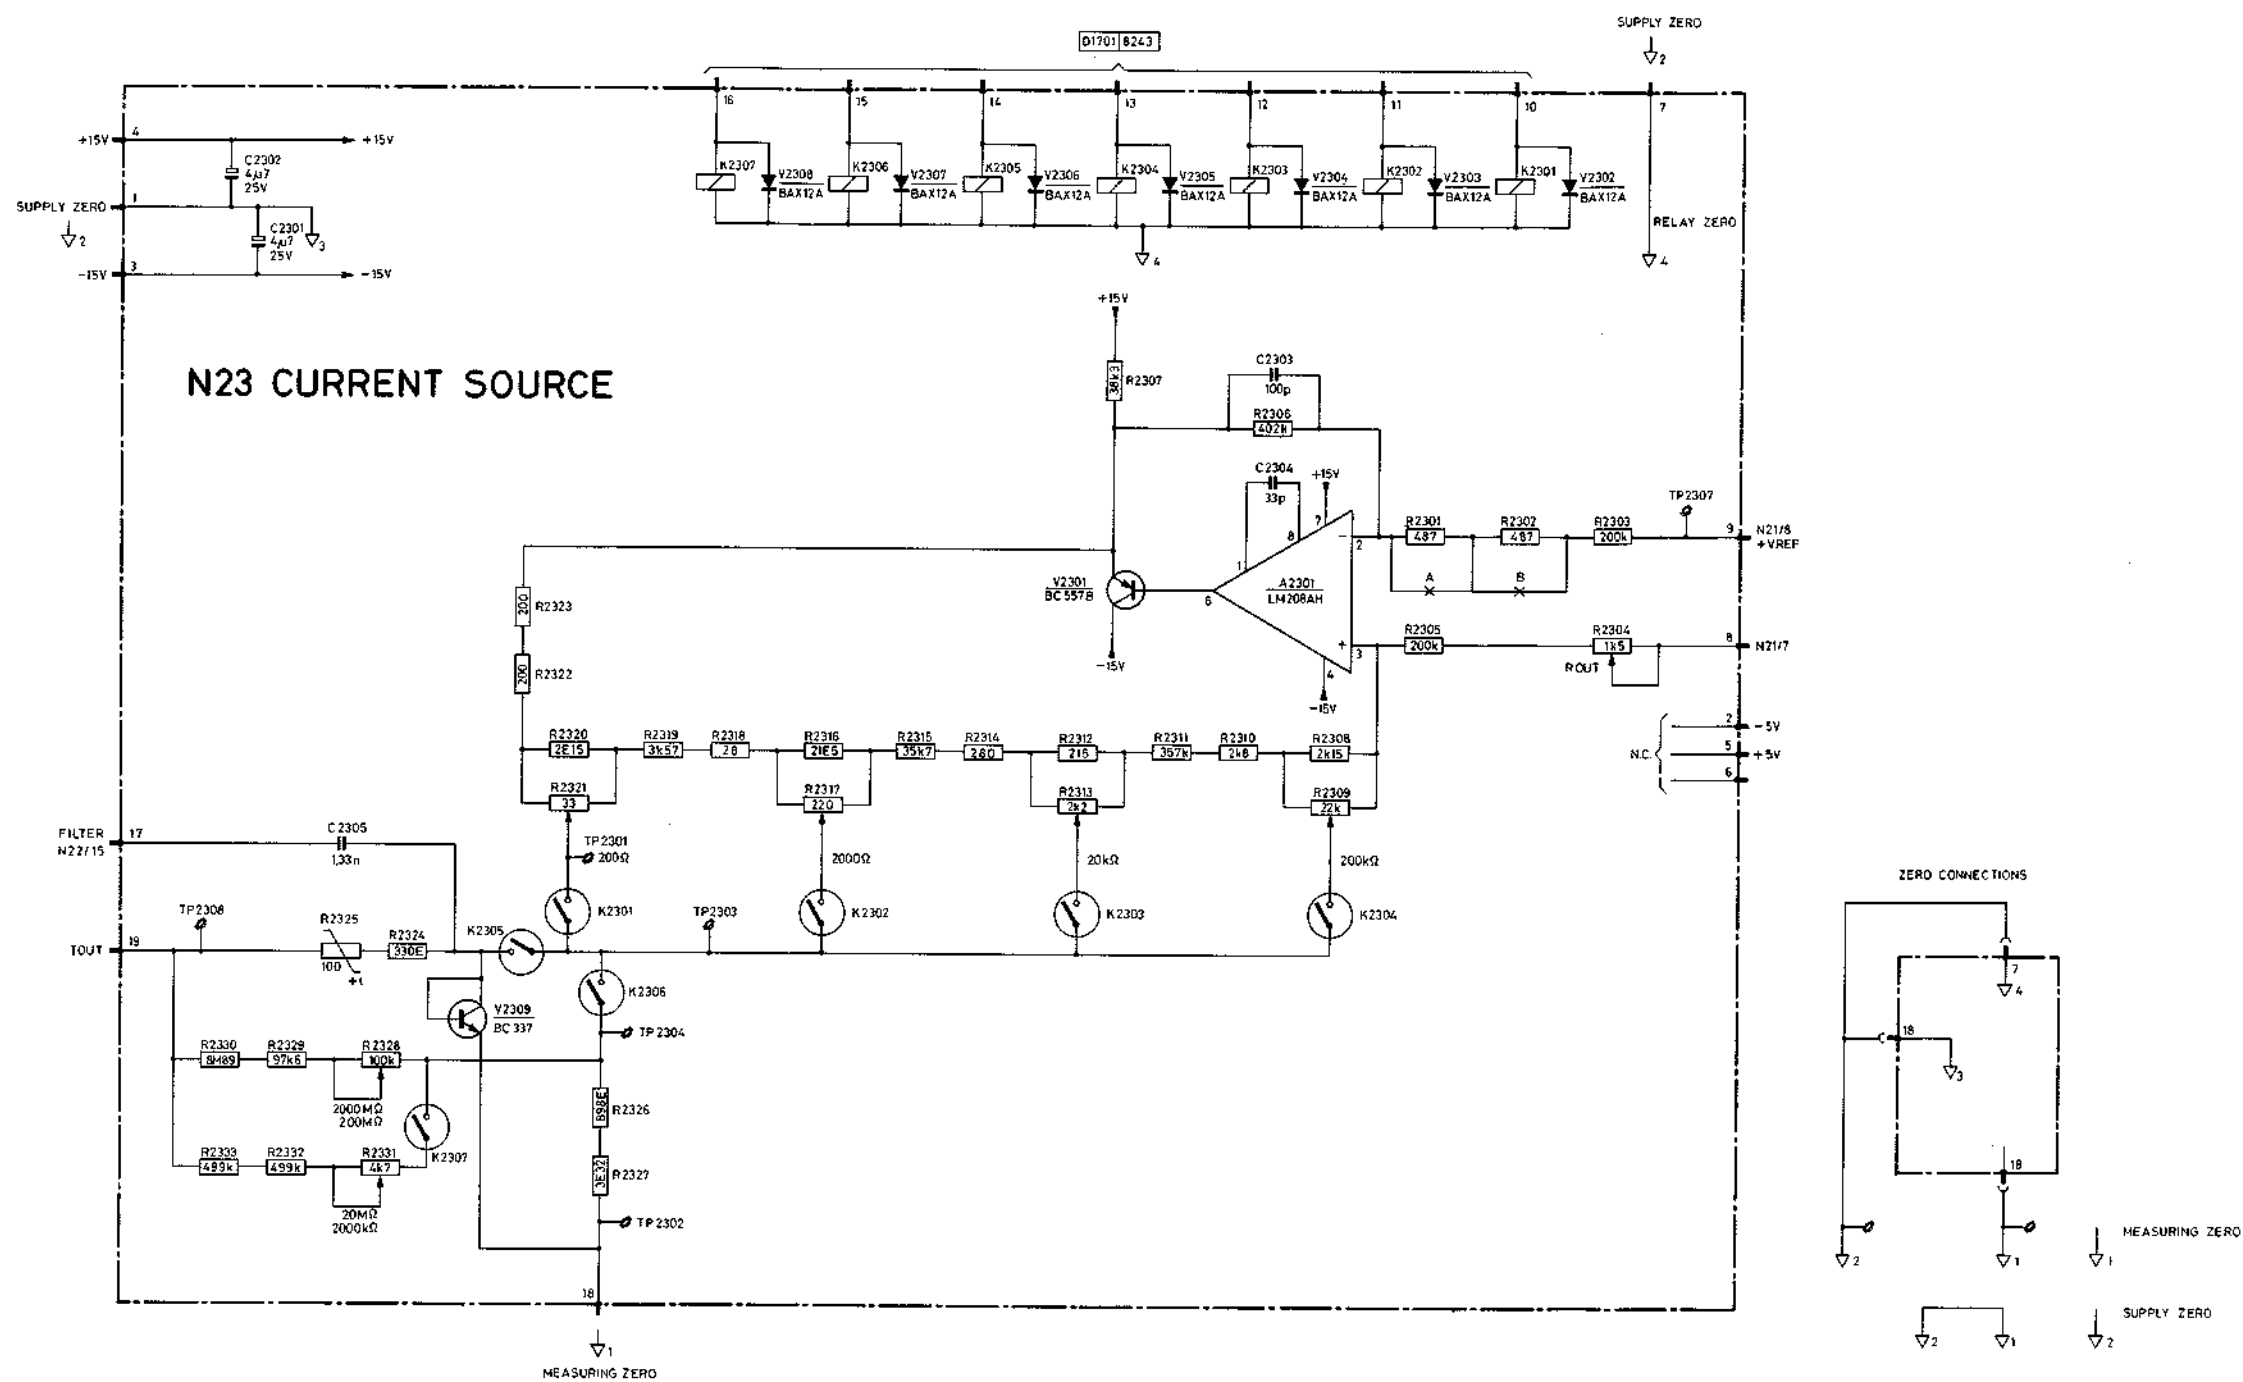 SUPPLY ZERO
2
D1701 8243
16
15
14
13
12
11
10
7
+15V
4
+15V
C2302
4µ7
25V
SUPPLY ZERO
1
2
C2301
4µ7
25V
3
-15V
3
-15V
K2307
V2308
BAX12A
K2306
V2307
BAX12A
K2305
V2306
BAX12A
K2304
V2305
BAX12A
K2303
V2304
BAX12A
K2302
V2303
BAX12A
K2301
V2302
BAX12A
RELAY ZERO
4
4
N23 CURRENT SOURCE
+15V
38k3
R2307
C2303
100p
R2306
402k
C2304
33p
+15V
7
8
1
2
6
3
4
A2301
LM208AH
-15V
V2301
BC557B
-15V
R2301
487
R2302
487
R2303
200k
TP2307
9
N21/8
+VREF
A
B
R2305
200k
R2304
1k5
ROUT
8
N21/7
2
-5V
N.C.
5
+5V
6
200
R2323
200
R2322
R2320
2E15
R2319
3k57
R2318
28
R2316
21E5
R2315
35k7
R2314
280
R2312
215
R2311
357k
R2310
2k8
R2308
2k15
R2321
33
R2317
220
R2313
2k2
R2309
22k
TP2301
200Ω
2000Ω
20kΩ
200kΩ
FILTER
N22/15
17
C2305
1,33n
TOUT
19
TP2308
R2325
100
+t
R2324
330E
K2305
K2301
TP2303
K2302
K2303
K2304
K2306
V2309
BC337
TP2304
R2330
8M89
R2329
97k6
R2328
100k
2000MΩ
200MΩ
K2307
898E
R2326
R2333
499k
R2332
499k
R2331
4k7
20MΩ
2000kΩ
3E32
R2327
TP2302
18
1
MEASURING ZERO
ZERO CONNECTIONS
7
4
18
3
18
2
1
1
MEASURING ZERO
2
1
2
SUPPLY ZERO